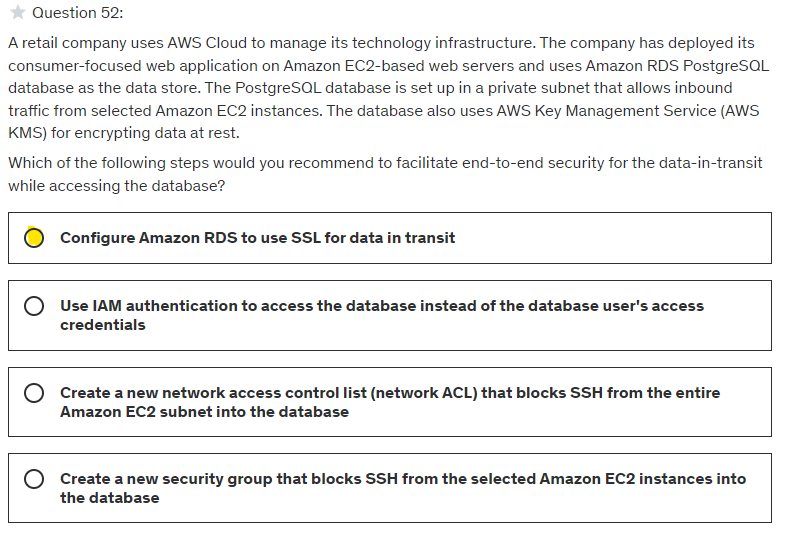 Question 52:
A retail company uses AWS Cloud to manage its technology infrastructure. The company has deployed its
consumer-focused web application on Amazon EC2-based web servers and uses Amazon RDS PostgreSQL
database as the data store. The PostgreSQL database is set up in a private subnet that allows inbound
traffic from selected Amazon EC2 instances. The database also uses AWS Key Management Service (AWS
KMS) for encrypting data at rest.
Which of the following steps would you recommend to facilitate end-to-end security for the data-in-transit
while accessing the database?
Configure Amazon RDS to use SSL for data in transit
Use IAM authentication to access the database instead of the database user's access
credentials
Create a new network access control list (network ACL) that blocks SSH from the entire
Amazon EC2 subnet into the database
Create a new security group that blocks SSH from the selected Amazon EC2 instances into
the database